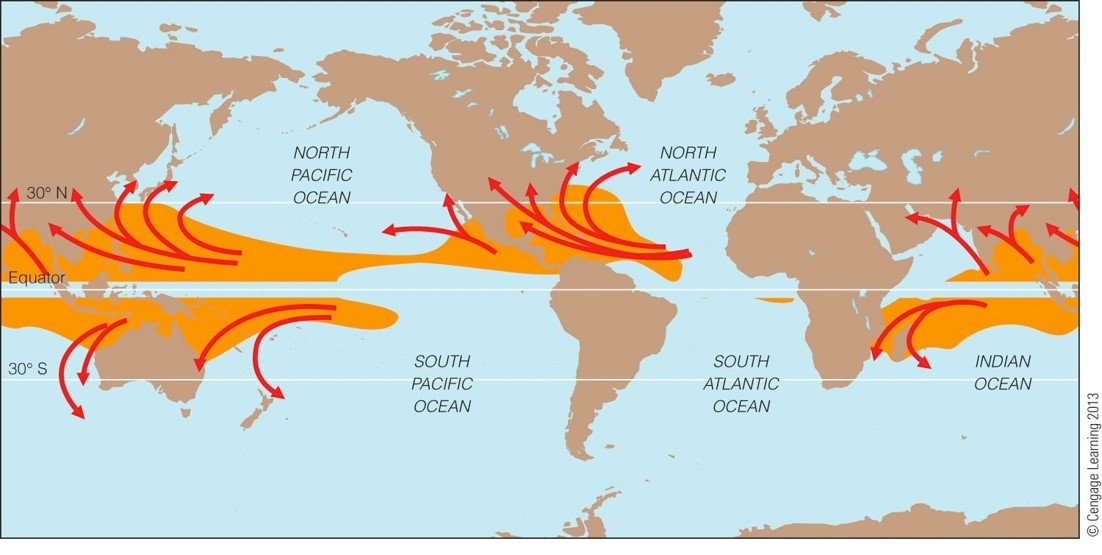 NORTH
PACIFIC
OCEAN
NORTH
ATLANTIC
OCEAN
30° N
Equator
30° S
SOUTH
PACIFIC
OCEAN
SOUTH
ATLANTIC
OCEAN
INDIAN
OCEAN
© Cengage Learning 2013